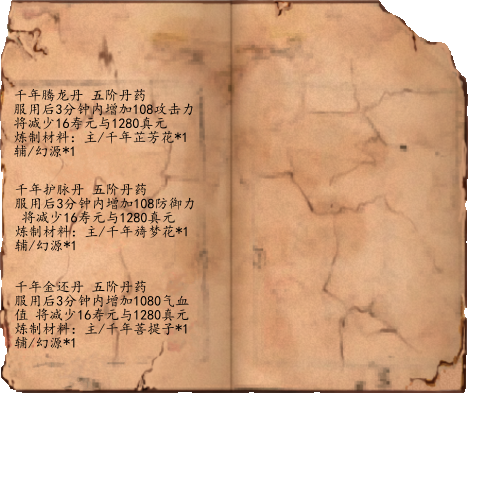 千年腾龙丹 五阶丹药
服用后3分钟内增加108攻击力
将减少16寿元与1280真元
炼制材料：主/千年芷芳花*1
辅/幻源*1
千年护脉丹 五阶丹药
服用后3分钟内增加108防御力
将减少16寿元与1280真元
炼制材料：主/千年旖梦花*1
辅/幻源*1
千年金还丹 五阶丹药
服用后3分钟内增加1080气血
值 将减少16寿元与1280真元
炼制材料：主/千年菩提子*1
辅/幻源*1